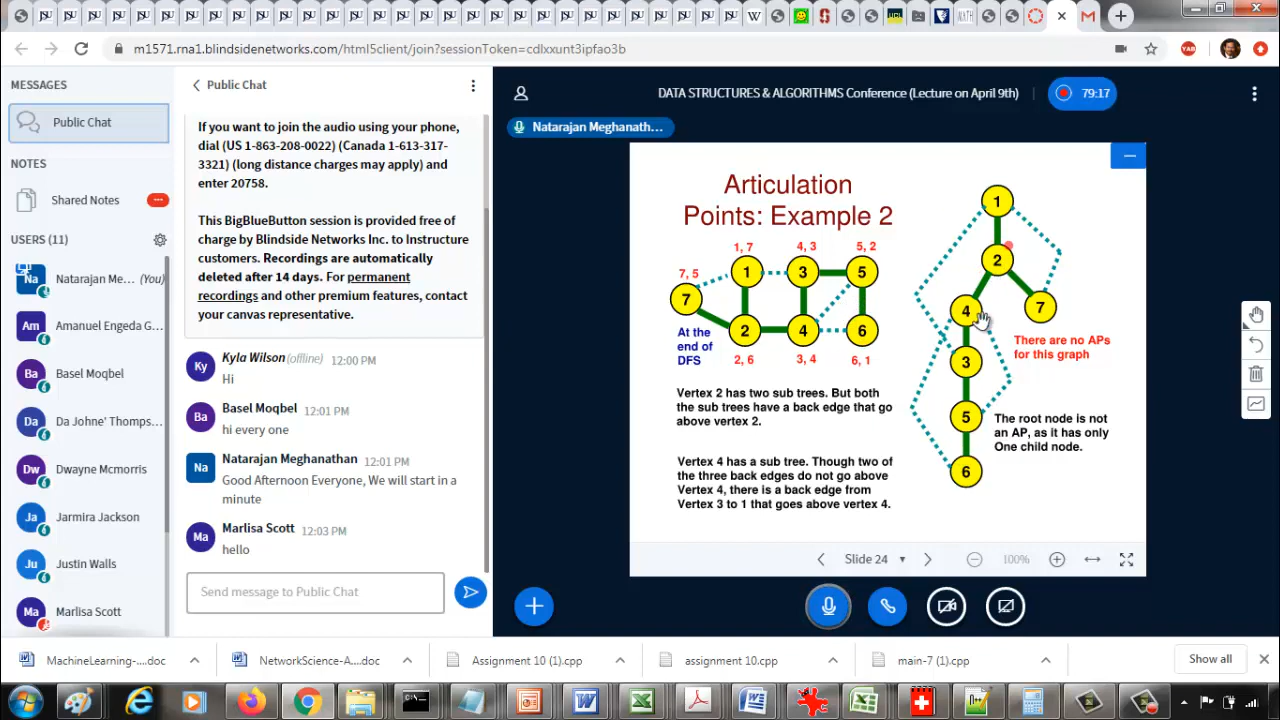 m1571.rna1.blindsidenetworks.com/html5client/join?sessionToken=cdlxxunt3ipfao3b
MESSAGES
Public Chat
NOTES
Shared Notes
USERS (11)
Na
Natarajan Me... (You)
Am
Amanuel Engeda G...
Ba
Basel Moqbel
Da
Da Johne' Thomps...
Dw
Dwayne Mcmorris
Ja
Jarmira Jackson
Ju
Justin Walls
Ma
Marlisa Scott
Public Chat
If you want to join the audio using your phone,
dial (US 1-863-208-0022) (Canada 1-613-317-
3321) (long distance charges may apply) and
enter 20758.
This BigBlueButton session is provided free of
charge by Blindside Networks Inc. to Instructure
customers. Recordings are automatically
deleted after 14 days. For permanent
recordings and other premium features, contact
your canvas representative.
Ky
Kyla Wilson (offline) 12:00 PM
Hi
Ba
Basel Moqbel 12:01 PM
hi every one
Na
Natarajan Meghanathan 12:01 PM
Good Afternoon Everyone, We will start in a
minute
Ma
Marlisa Scott 12:03 PM
hello
Send message to Public Chat
DATA STRUCTURES & ALGORITHMS Conference (Lecture on April 9th)
79:17
Natarajan Meghanath...
Articulation
Points: Example 2
1, 7
4, 3
5, 2
7, 5
1
3
5
7
2
4
6
At the
end of
DFS
2, 6
3, 4
6, 1
Vertex 2 has two sub trees. But both
the sub trees have a back edge that go
above vertex 2.
Vertex 4 has a sub tree. Though two of
the three back edges do not go above
Vertex 4, there is a back edge from
Vertex 3 to 1 that goes above vertex 4.
1
2
4
7
3
5
6
There are no APs
for this graph
The root node is not
an AP, as it has only
One child node.
Slide 24
100%
MachineLearning-....doc
NetworkScience-A....doc
Assignment 10 (1).cpp
assignment 10.cpp
main-7 (1).cpp
Show all